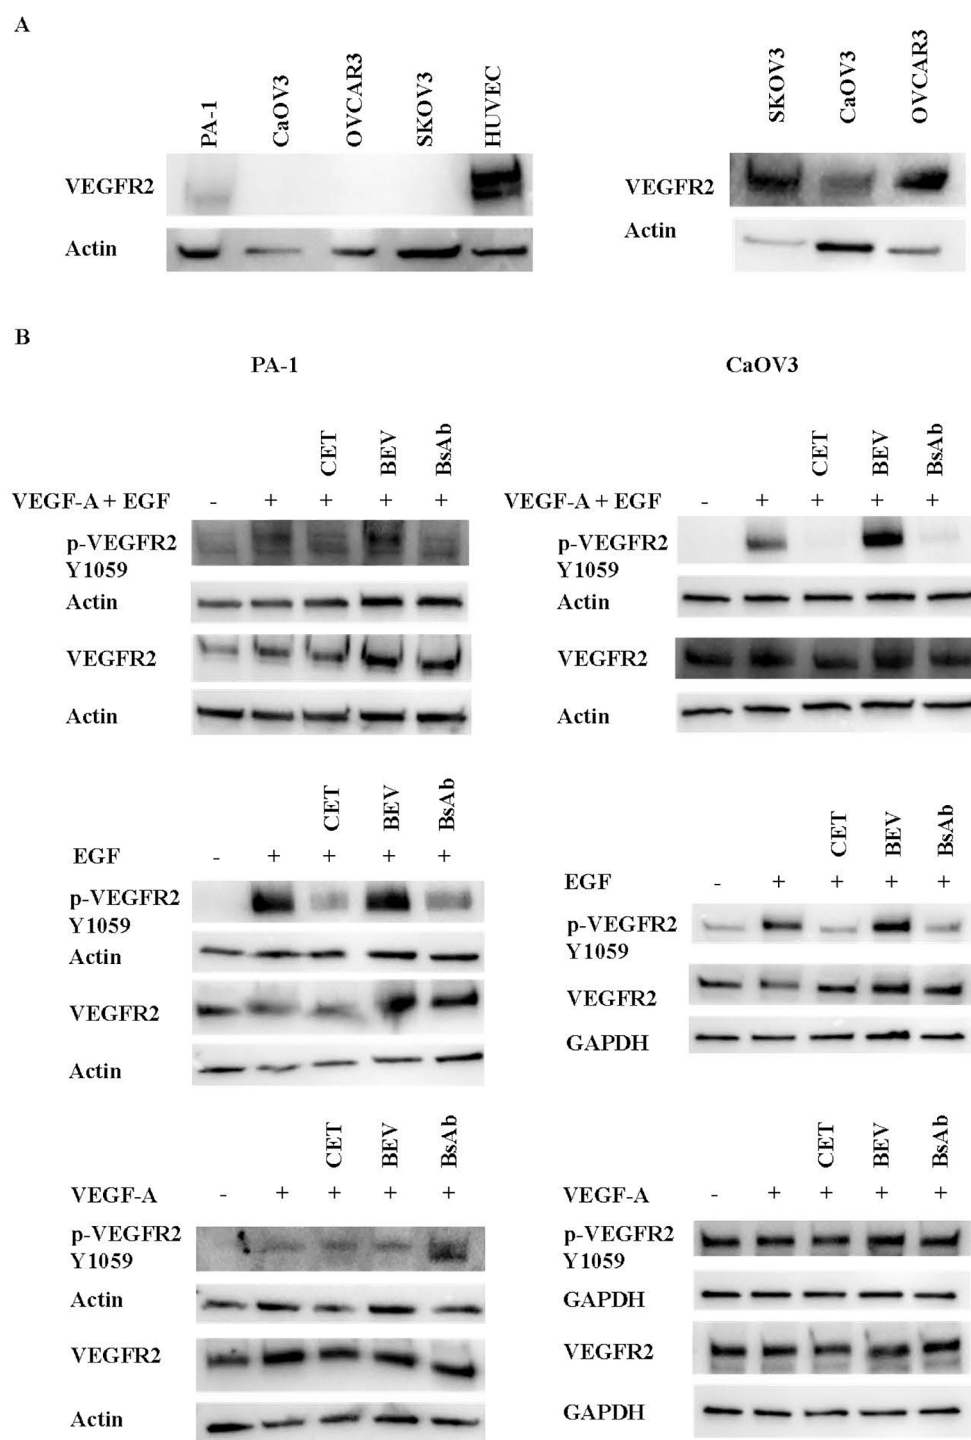 A
PA-1 CaOV3 OVCAR3 SKOV3 HUVEC
VEGFR2
Actin
SKOV3 CaOV3 OVCAR3
VEGFR2
Actin
B
PA-1
CET BEV BsAb
VEGF-A + EGF - + + + +
p-VEGFR2
Y1059
Actin
VEGFR2
Actin
CET BEV BsAb
EGF - + + + +
p-VEGFR2
Y1059
Actin
VEGFR2
Actin
CET BEV BsAb
VEGF-A - + + + +
p-VEGFR2
Y1059
Actin
VEGFR2
Actin
CaOV3
CET BEV BsAb
VEGF-A + EGF - + + + +
p-VEGFR2
Y1059
Actin
VEGFR2
Actin
CET BEV BsAb
EGF - + + + +
p-VEGFR2
Y1059
VEGFR2
GAPDH
CET BEV BsAb
VEGF-A - + + + +
p-VEGFR2
Y1059
GAPDH
VEGFR2
GAPDH